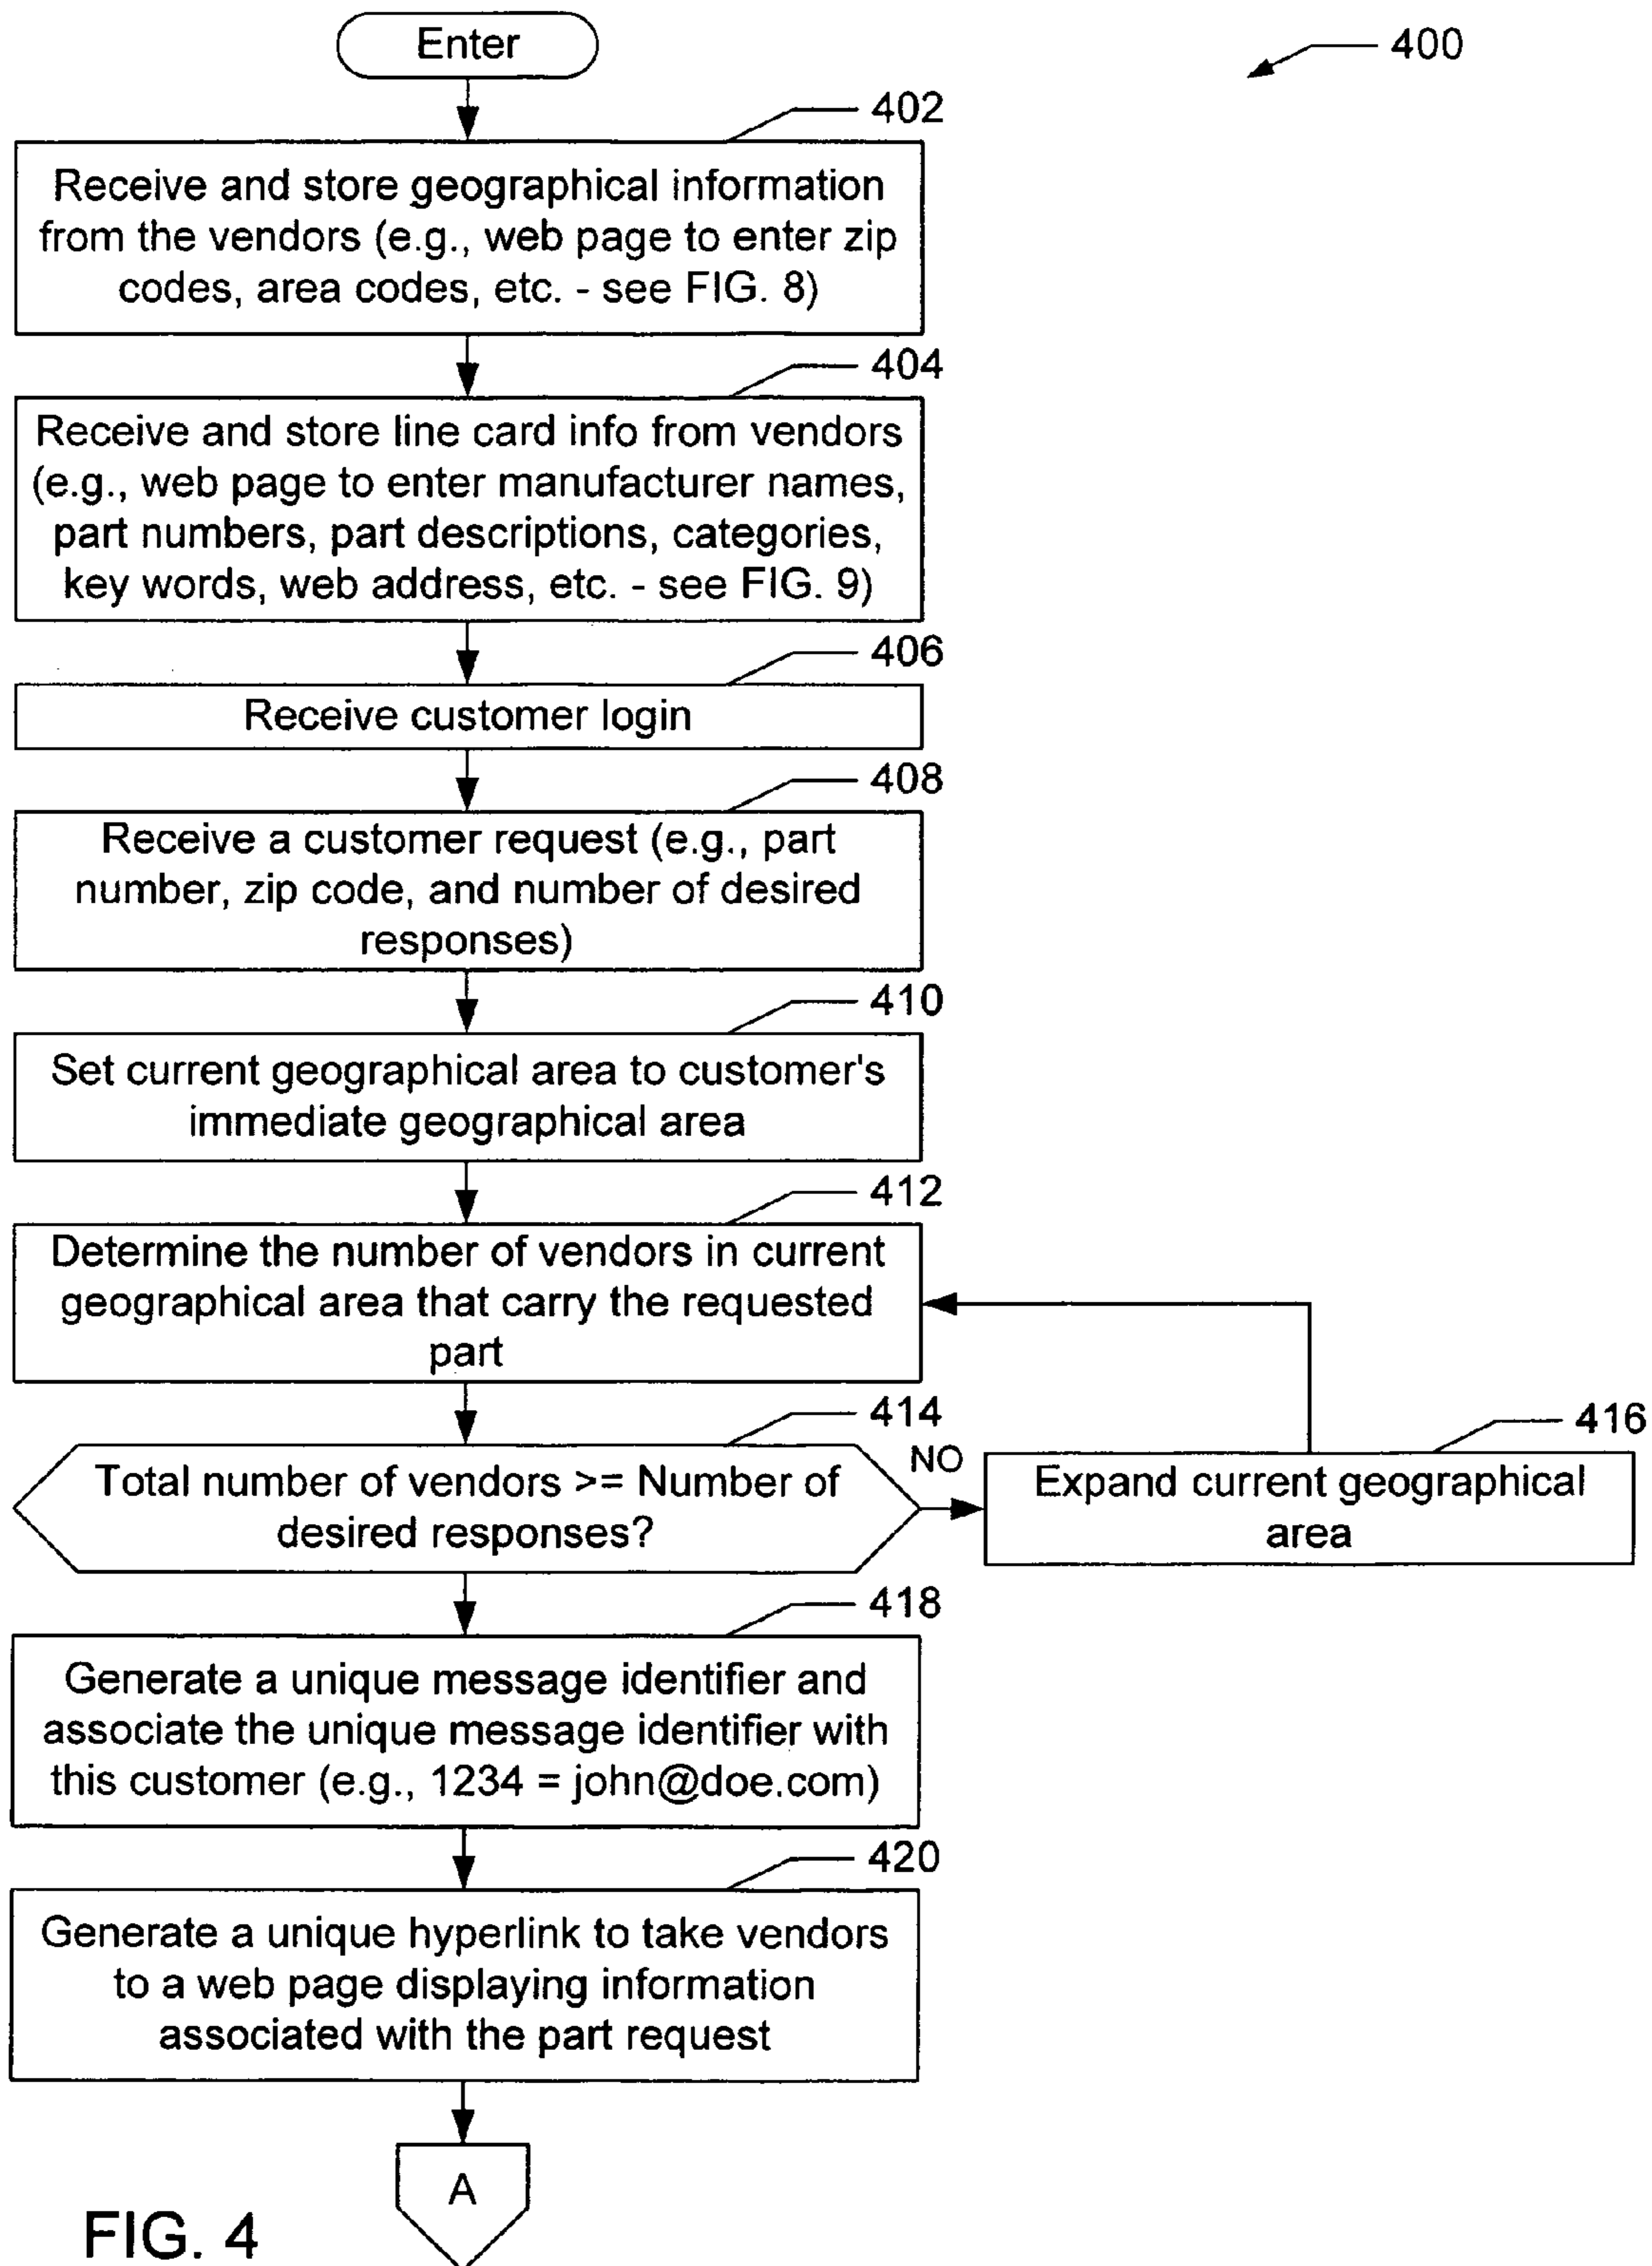 Enter
400
402
Receive and store geographical information
from the vendors (e.g., web page to enter zip
codes, area codes, etc. - see FIG. 8)
404
Receive and store line card info from vendors
(e.g., web page to enter manufacturer names,
part numbers, part descriptions, categories,
key words, web address, etc. - see FIG. 9)
406
Receive customer login
408
Receive a customer request (e.g., part
number, zip code, and number of desired
responses)
410
Set current geographical area to customer's
immediate geographical area
412
Determine the number of vendors in current
geographical area that carry the requested
part
414
Total number of vendors >= Number of
desired responses?
NO
416
Expand current geographical
area
418
Generate a unique message identifier and
associate the unique message identifier with
this customer (e.g., 1234 = john@doe.com)
420
Generate a unique hyperlink to take vendors
to a web page displaying information
associated with the part request
A
FIG. 4